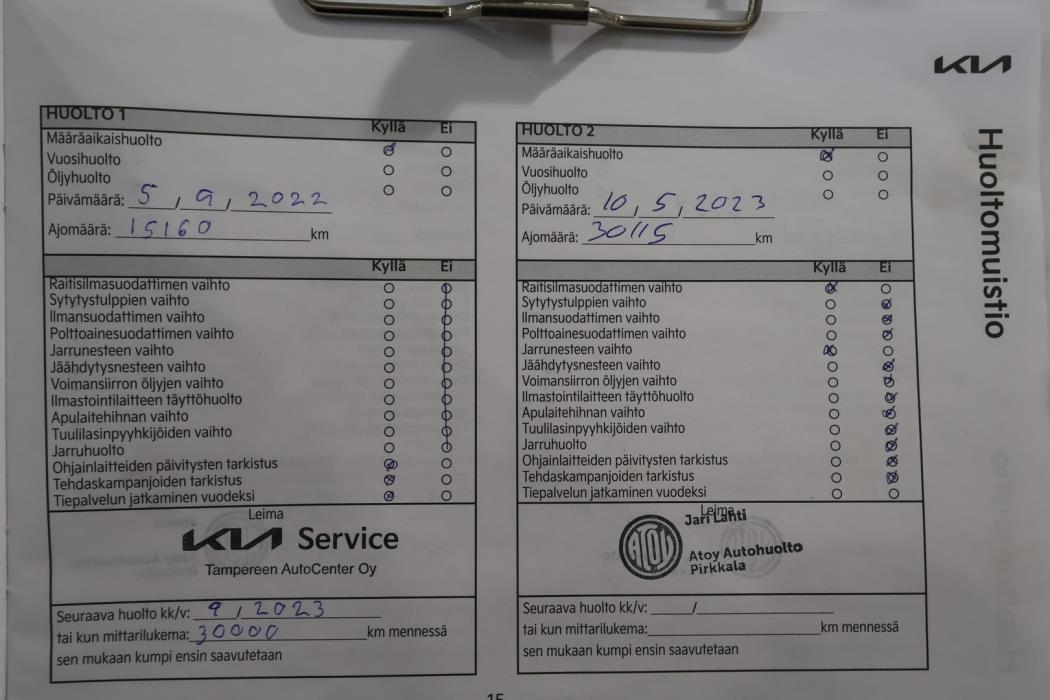 KIA
Huoltomuistio
HUOLTO 1
Kyllä Ei
Määräaikaishuolto
Vuosihuolto
Öljyhuolto
Päivämäärä: 5 / 9 / 2022
Ajomäärä: 15160 km
Kyllä Ei
Raitisilmasuodattimen vaihto
Sytytystulppien vaihto
Ilmansuodattimen vaihto
Polttoainesuodattimen vaihto
Jarrunesteen vaihto
Jäähdytysnesteen vaihto
Voimansiirron öljyjen vaihto
Ilmastointilaitteen täyttöhuolto
Apulaitehihnan vaihto
Tuulilasinpyyhkijöiden vaihto
Jarruhuolto
Ohjainlaitteiden päivitysten tarkistus
Tehdaskampanjoiden tarkistus
Tiepalvelun jatkaminen vuodeksi
Leima
KIA Service
Tampereen AutoCenter Oy
Seuraava huolto kk/v: 9 / 2023
tai kun mittarilukema: 30000 km mennessä
sen mukaan kumpi ensin saavutetaan
HUOLTO 2
Kyllä Ei
Määräaikaishuolto
Vuosihuolto
Öljyhuolto
Päivämäärä: 10 / 5 / 2023
Ajomäärä: 30115 km
Kyllä Ei
Raitisilmasuodattimen vaihto
Sytytystulppien vaihto
Ilmansuodattimen vaihto
Polttoainesuodattimen vaihto
Jarrunesteen vaihto
Jäähdytysnesteen vaihto
Voimansiirron öljyjen vaihto
Ilmastointilaitteen täyttöhuolto
Apulaitehihnan vaihto
Tuulilasinpyyhkijöiden vaihto
Jarruhuolto
Ohjainlaitteiden päivitysten tarkistus
Tehdaskampanjoiden tarkistus
Tiepalvelun jatkaminen vuodeksi
Leima
Jari Lahti
ATOY
Atoy Autohuolto
Pirkkala
Seuraava huolto kk/v: /
tai kun mittarilukema: km mennessä
sen mukaan kumpi ensin saavutetaan
15